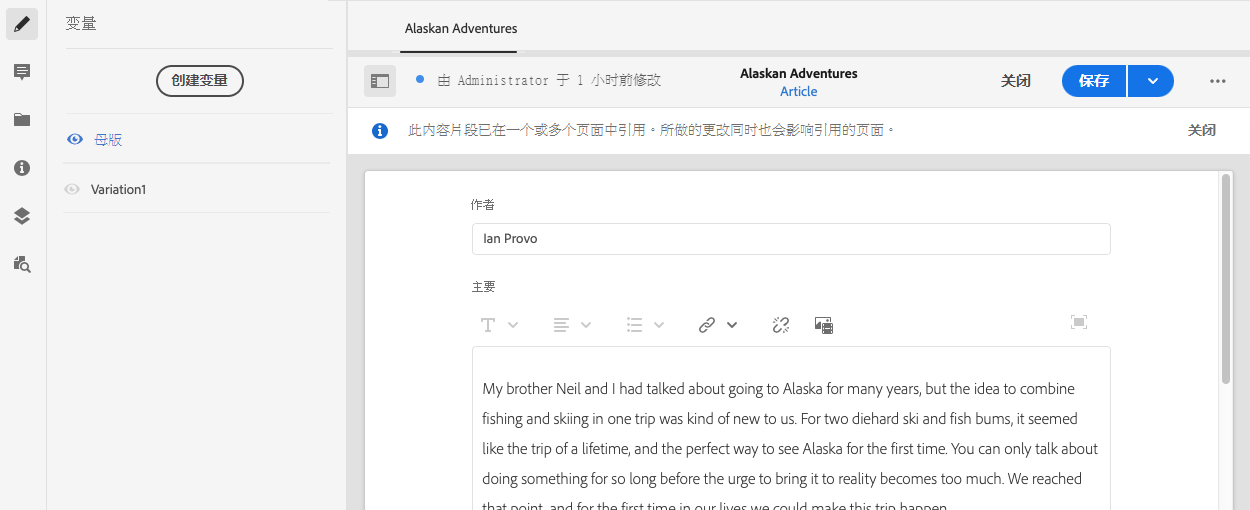 变量
创建变量
母版
Variation1
Alaskan Adventures
由 Administrator 于 1 小时前修改
Alaskan Adventures
Article
关闭
保存
此内容片段已在一个或多个页面中引用。所做的更改同时也会影响引用的页面。
关闭
作者
Ian Provo
主要
My brother Neil and I had talked about going to Alaska for many years, but the idea to combine
fishing and skiing in one trip was kind of new to us. For two diehard ski and fish bums, it seemed
like the trip of a lifetime, and the perfect way to see Alaska for the first time. You can only talk about
doing something for so long before the urge to bring it to reality becomes too much. We reached
that point, and for the first time in our lives we could make this trip happen.